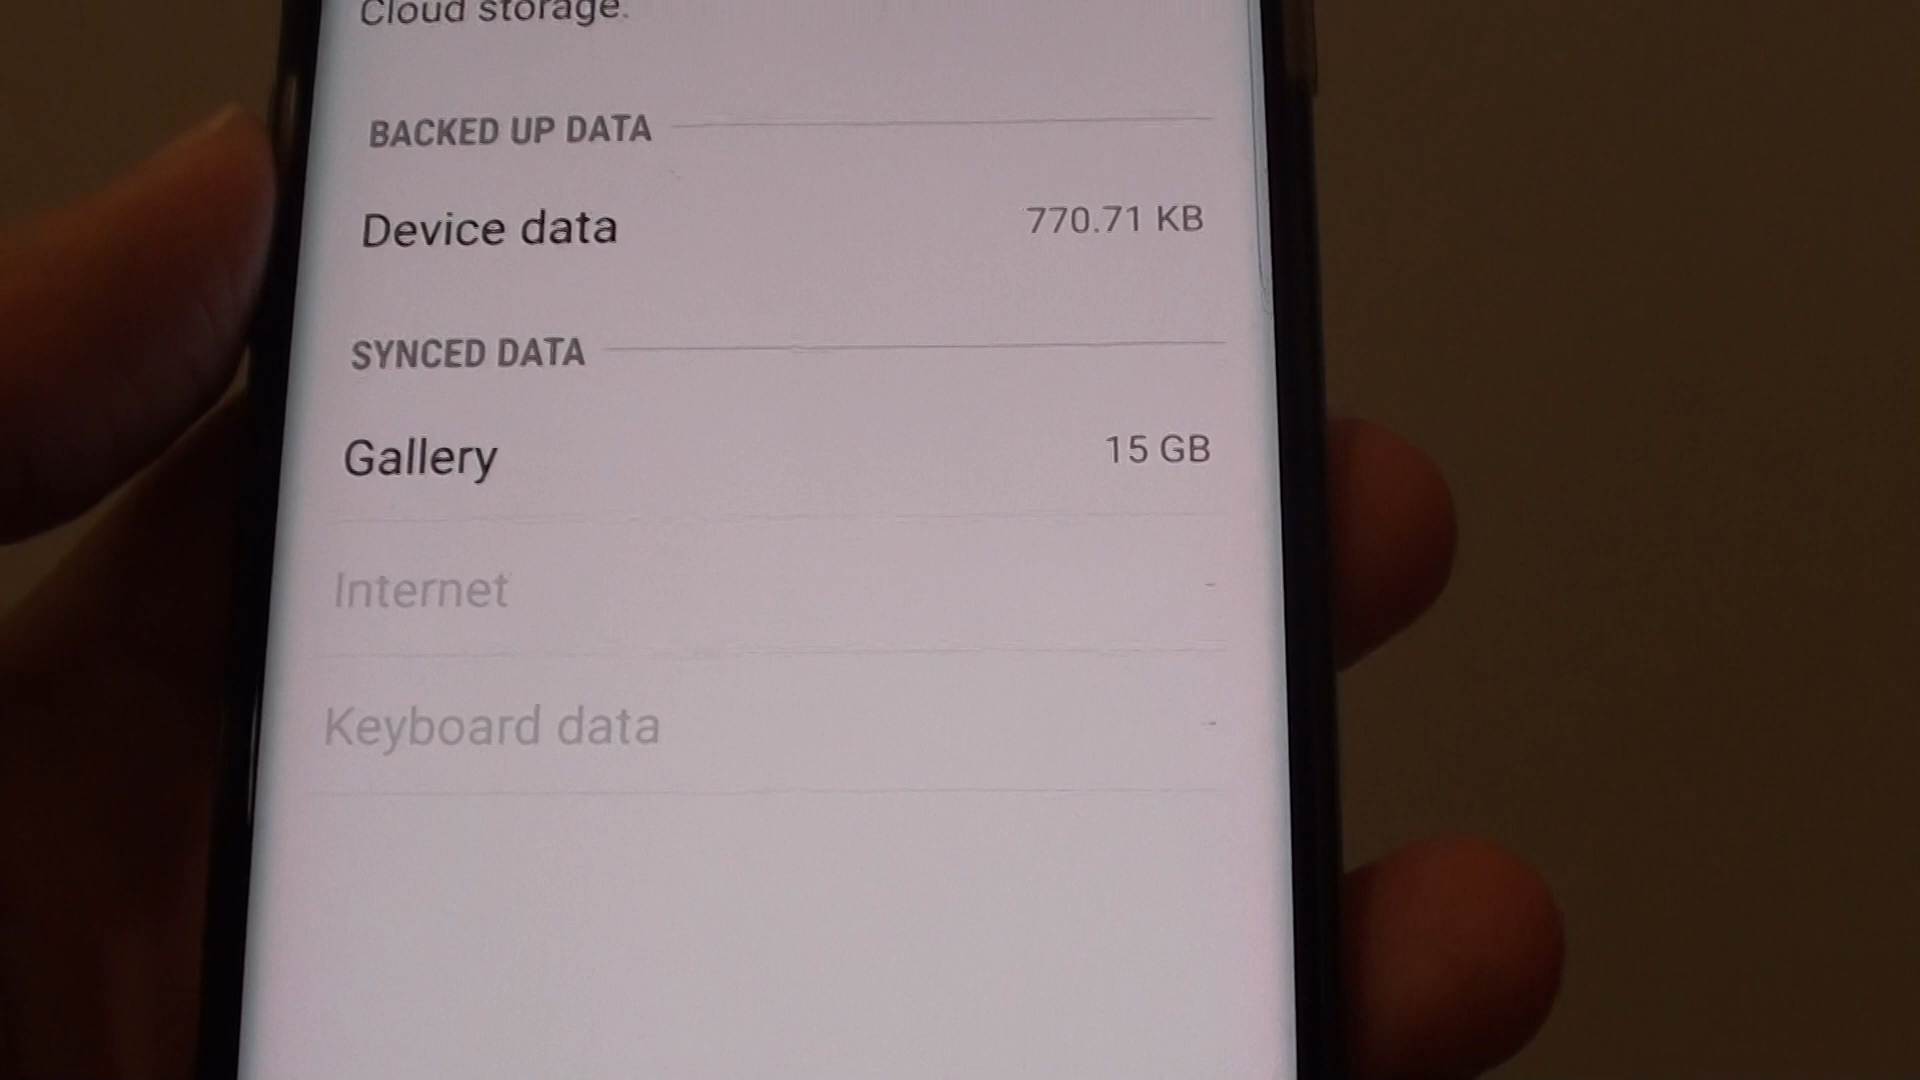 Cloud storage.
BACKED UP DATA
Device data 770.71 KB
SYNCED DATA
Gallery 15 GB
Internet -
Keyboard data -